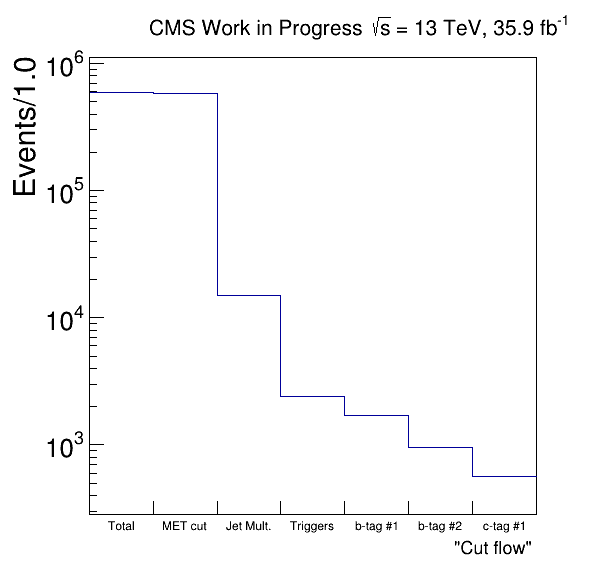 CMS Work in Progress √s = 13 TeV, 35.9 fb⁻¹
Events/1.0
10⁶
10⁵
10⁴
10³
Total MET cut Jet Mult. Triggers b-tag #1 b-tag #2 c-tag #1
"Cut flow"